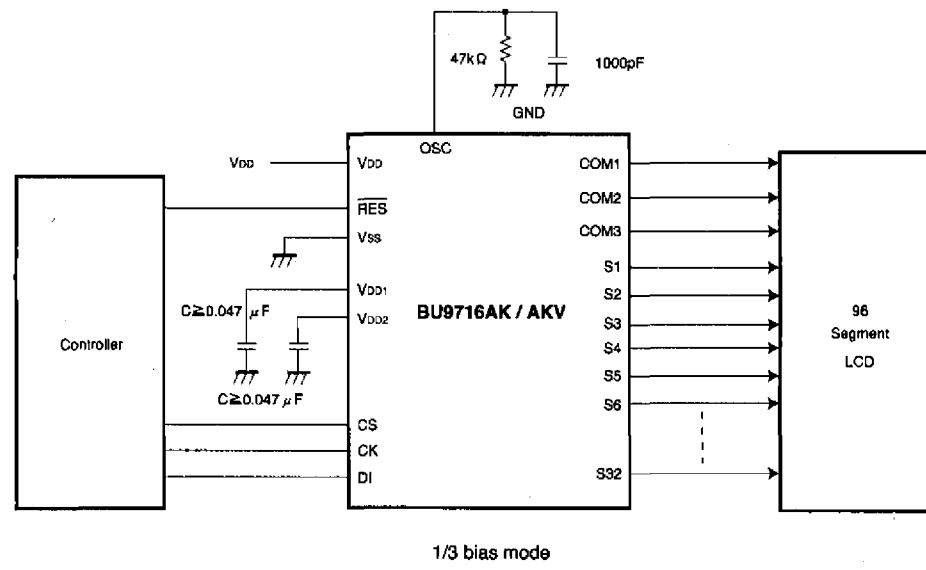 47kΩ
1000pF
GND
OSC
VDD
VDD
RES
VSS
VDD1
VDD2
C≧0.047 μF
C≧0.047 μF
CS
CK
DI
Controller
BU9716AK / AKV
COM1
COM2
COM3
S1
S2
S3
S4
S5
S6
S32
96
Segment
LCD
1/3 bias mode